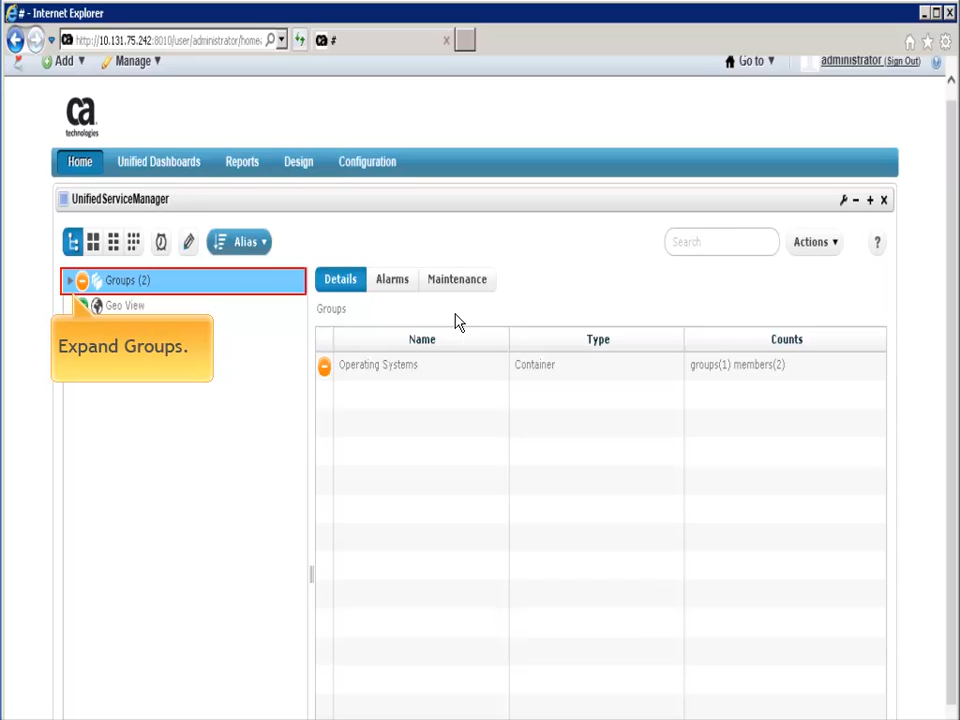 # - Internet Explorer
http://10.131.75.242:8010/user/administrator/home
#
Add
Manage
Go to
administrator (Sign Out)
ca
technologies
Home
Unified Dashboards
Reports
Design
Configuration
UnifiedServiceManager
Alias
Search
Actions
?
Groups (2)
Geo View
Expand Groups.
Details
Alarms
Maintenance
Groups
Name
Type
Counts
Operating Systems
Container
groups(1) members(2)